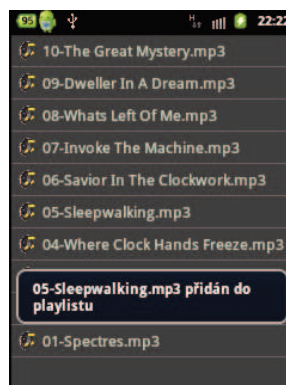 95
H
22:22
10-The Great Mystery.mp3
09-Dweller In A Dream.mp3
08-Whats Left Of Me.mp3
07-Invoke The Machine.mp3
06-Savior In The Clockwork.mp3
05-Sleepwalking.mp3
04-Where Clock Hands Freeze.mp3
05-Sleepwalking.mp3 přidán do
playlistu
01-Spectres.mp3